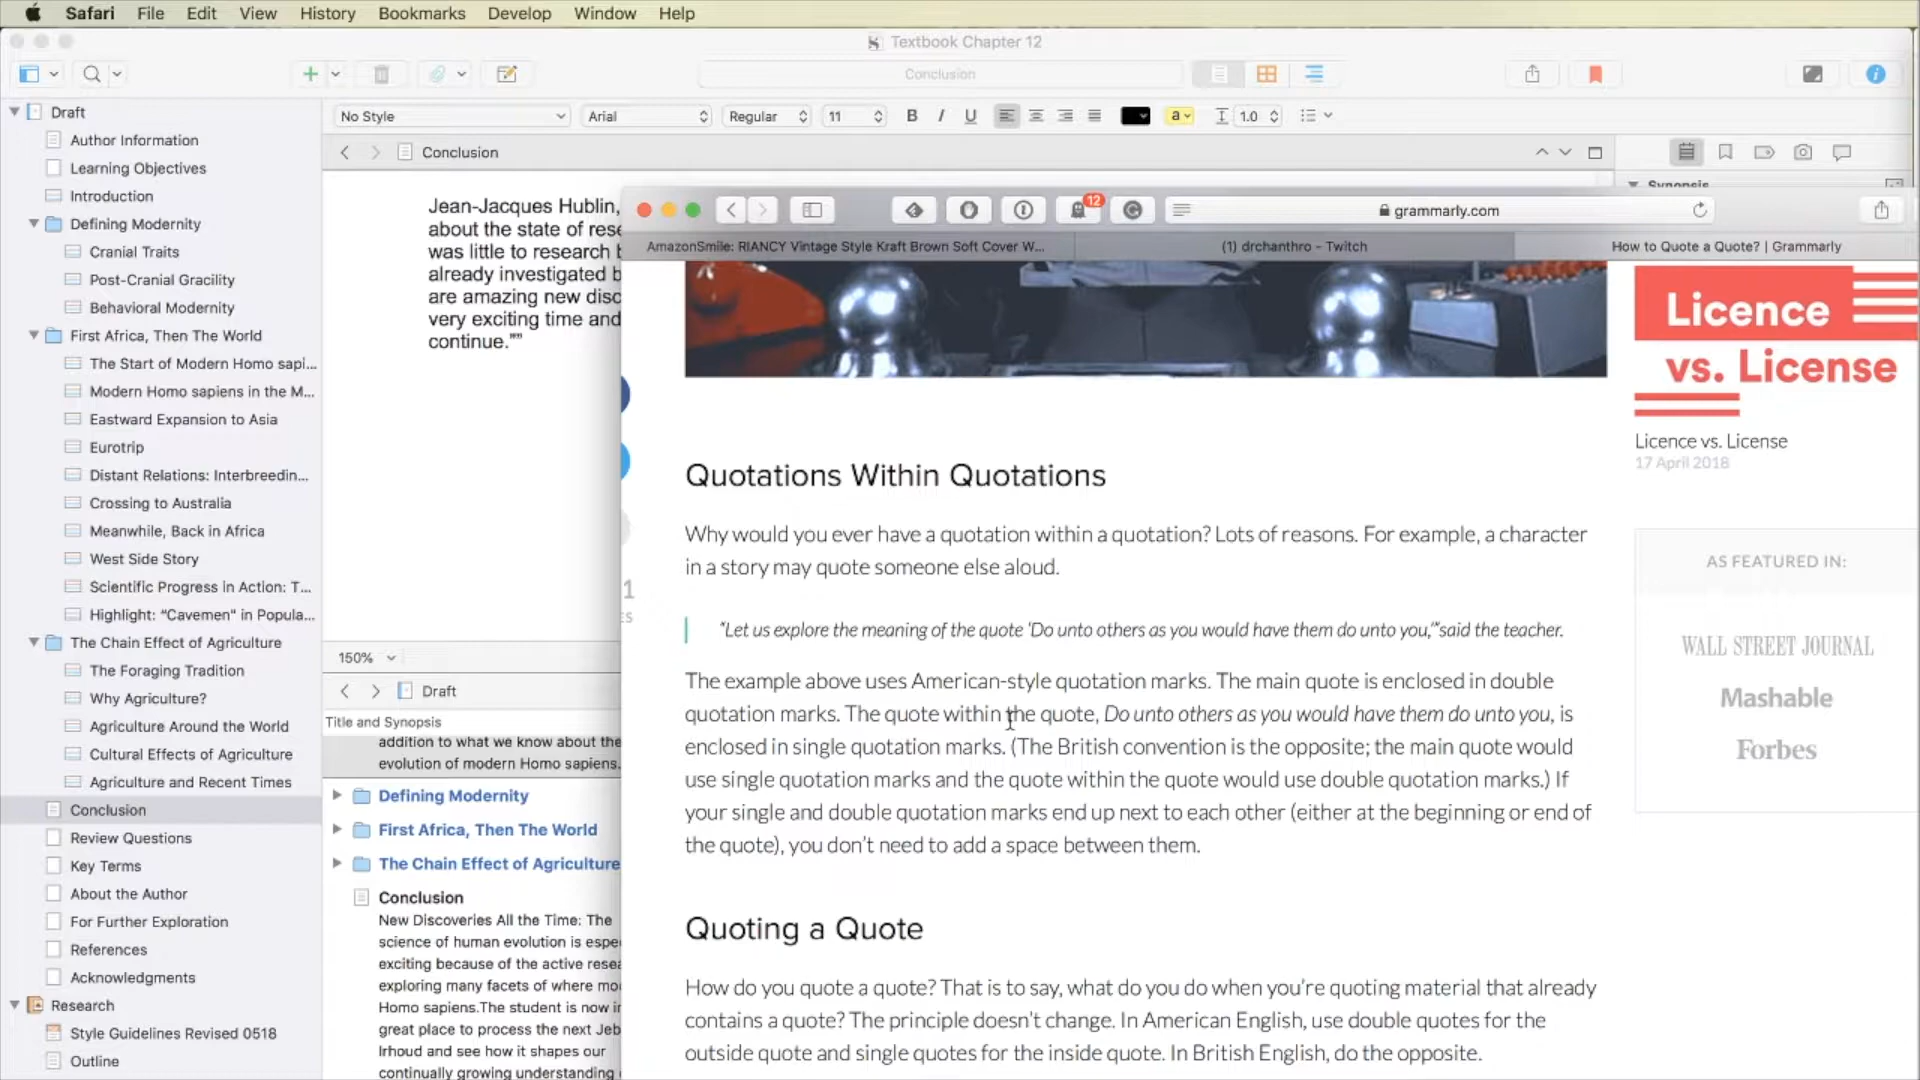 Safari File Edit View History Bookmarks Develop Window Help
Textbook Chapter 12
Conclusion
No Style Arial Regular 11 B I U a 1.0
Conclusion
Synopsis
Draft
Author Information
Learning Objectives
Introduction
Defining Modernity
Cranial Traits
Post-Cranial Gracility
Behavioral Modernity
First Africa, Then The World
The Start of Modern Homo sapi...
Modern Homo sapiens in the M...
Eastward Expansion to Asia
Eurotrip
Distant Relations: Interbreedin...
Crossing to Australia
Meanwhile, Back in Africa
West Side Story
Scientific Progress in Action: T...
Highlight: “Cavemen" in Popula...
The Chain Effect of Agriculture
The Foraging Tradition
Why Agriculture?
Agriculture Around the World
Cultural Effects of Agriculture
Agriculture and Recent Times
Conclusion
Review Questions
Key Terms
About the Author
For Further Exploration
References
Acknowledgments
Research
Style Guidelines Revised 0518
Outline
Jean-Jacques Hublin,
about the state of
was little to research
already investigated
are amazing new
very exciting time and
continue.”"
150%
Draft
Title and Synopsis
addition to what we know about the
evolution of modern Homo sapiens.
Defining Modernity
First Africa, Then The World
The Chain Effect of Agriculture
Conclusion
New Discoveries All the Time: The
science of human evolution is
exciting because of the active
exploring many facets of where
Homo sapiens.The student is now
great place to process the next
Irhoud and see how it shapes our
continually growing understanding
12
grammarly.com
AmazonSmile: RIANCY Vintage Style Kraft Brown Soft Cover W...
(1) drchanthro - Twitch
How to Quote a Quote? | Grammarly
1
Quotations Within Quotations
Why would you ever have a quotation within a quotation? Lots of reasons. For example, a character
in a story may quote someone else aloud.
“Let us explore the meaning of the quote ‘Do unto others as you would have them do unto you,’”said the teacher.
The example above uses American-style quotation marks. The main quote is enclosed in double
quotation marks. The quote within the quote, Do unto others as you would have them do unto you, is
enclosed in single quotation marks. (The British convention is the opposite; the main quote would
use single quotation marks and the quote within the quote would use double quotation marks.) If
your single and double quotation marks end up next to each other (either at the beginning or end of
the quote), you don’t need to add a space between them.
Quoting a Quote
How do you quote a quote? That is to say, what do you do when you’re quoting material that already
contains a quote? The principle doesn’t change. In American English, use double quotes for the
outside quote and single quotes for the inside quote. In British English, do the opposite.
Licence
vs. License
Licence vs. License
17 April 2018
AS FEATURED IN:
WALL STREET JOURNAL
Mashable
Forbes